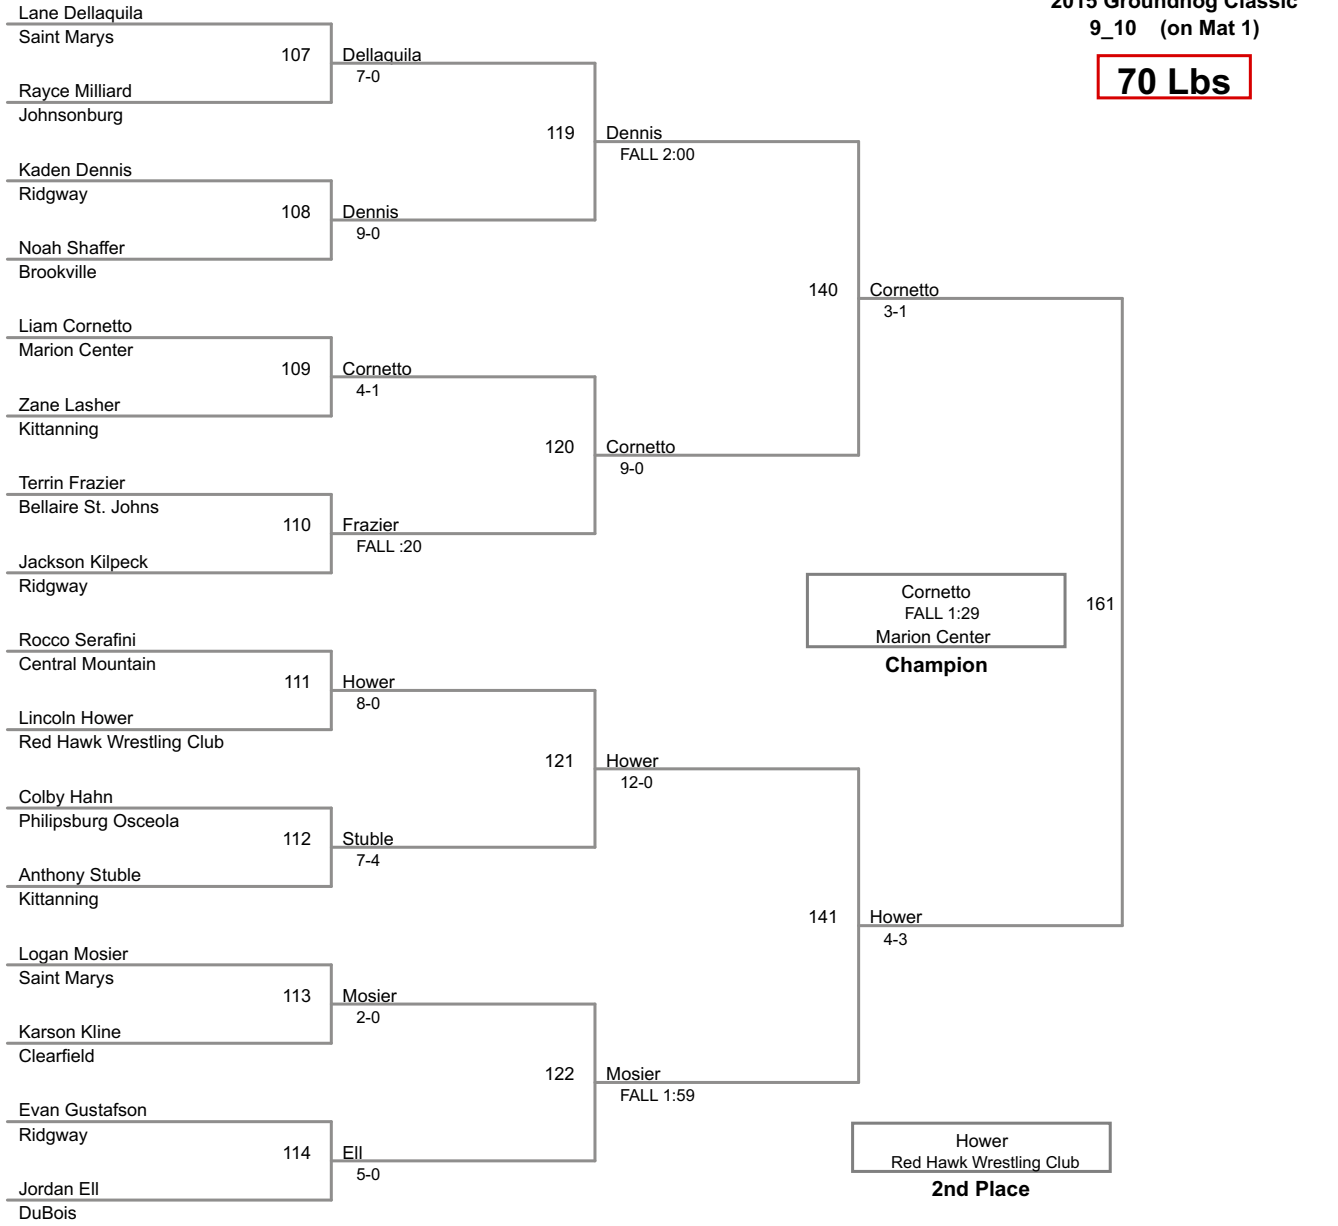 2015 Groundhog Classic
9_10 (on Mat 1)
70 Lbs
Lane Dellaquila
Saint Marys
107
Dellaquila
7-0
Rayce Milliard
Johnsonburg
119
Dennis
FALL 2:00
Kaden Dennis
Ridgway
108
Dennis
9-0
Noah Shaffer
Brookville
140
Cornetto
3-1
Liam Cornetto
Marion Center
109
Cornetto
4-1
Zane Lasher
Kittanning
120
Cornetto
9-0
Terrin Frazier
Bellaire St. Johns
110
Frazier
FALL :20
Jackson Kilpeck
Ridgway
Cornetto
FALL 1:29
Marion Center
Champion
161
Rocco Serafini
Central Mountain
111
Hower
8-0
Lincoln Hower
Red Hawk Wrestling Club
121
Hower
12-0
Colby Hahn
Philipsburg Osceola
112
Stuble
7-4
Anthony Stuble
Kittanning
141
Hower
4-3
Logan Mosier
Saint Marys
113
Mosier
2-0
Karson Kline
Clearfield
122
Mosier
FALL 1:59
Evan Gustafson
Ridgway
114
Ell
5-0
Jordan Ell
DuBois
Hower
Red Hawk Wrestling Club
2nd Place